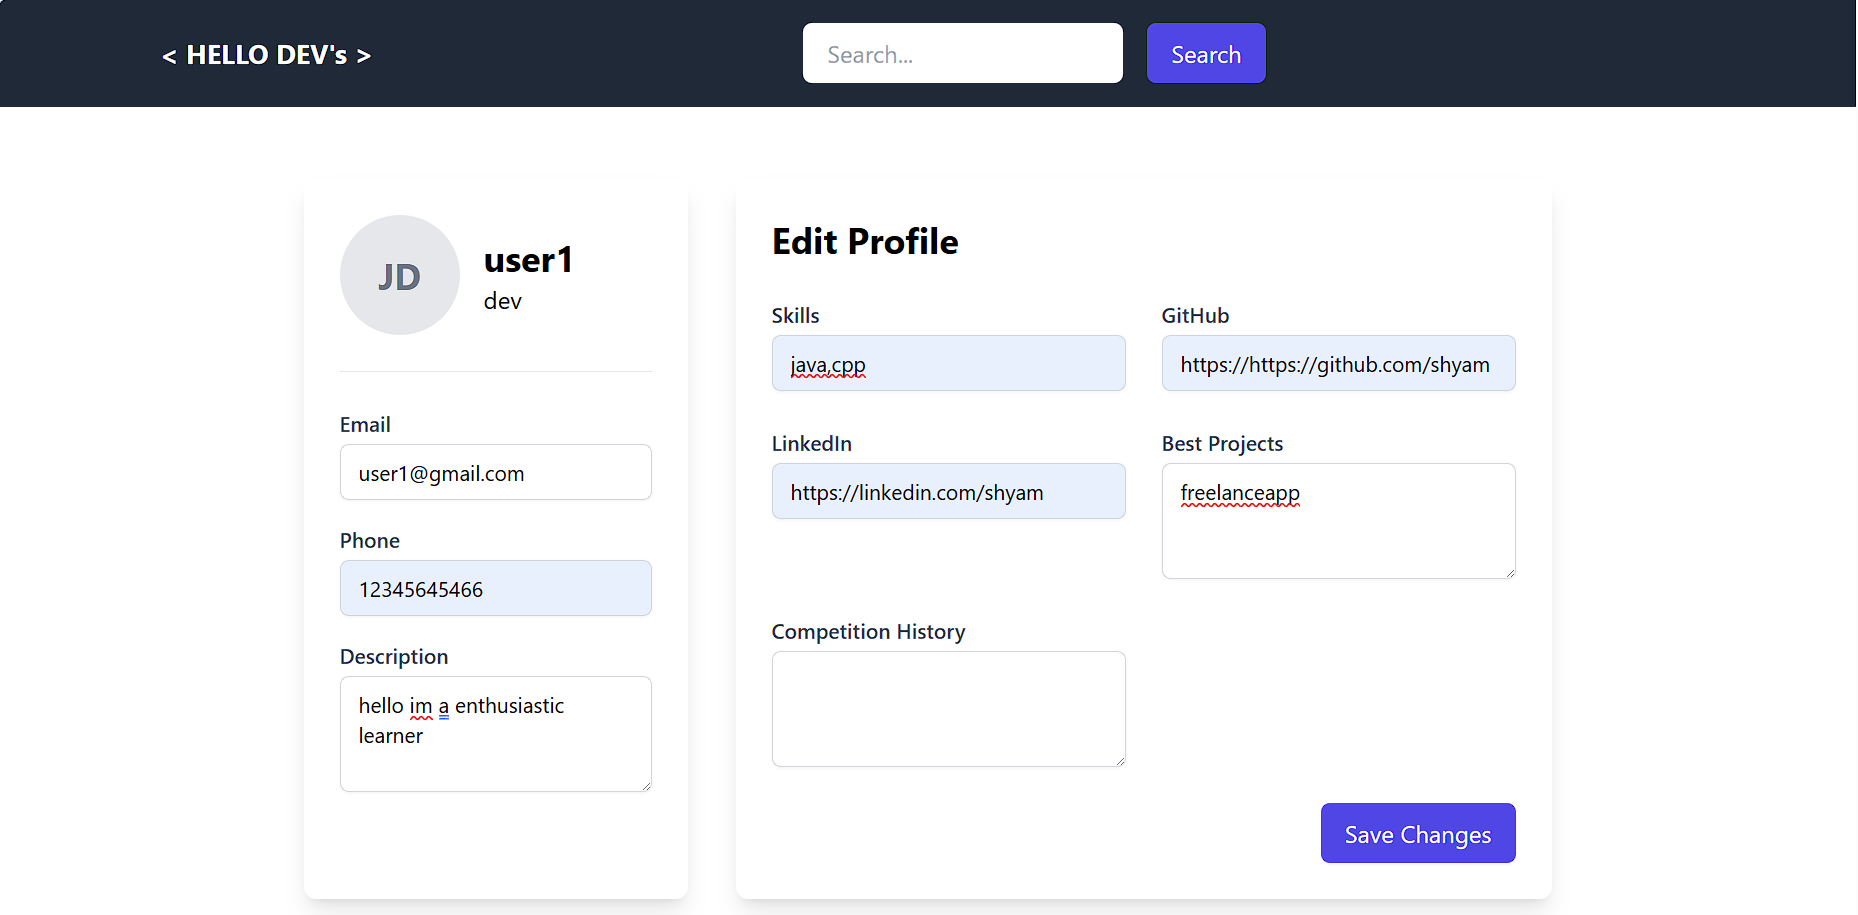 < HELLO DEV's >
Search...
Search
JD
user1
dev
Email
user1@gmail.com
Phone
12345645466
Description
hello im a enthusiastic
learner
Edit Profile
Skills
java,cpp
GitHub
https://https://github.com/shyam
LinkedIn
https://linkedin.com/shyam
Best Projects
freelanceapp
Competition History
Save Changes